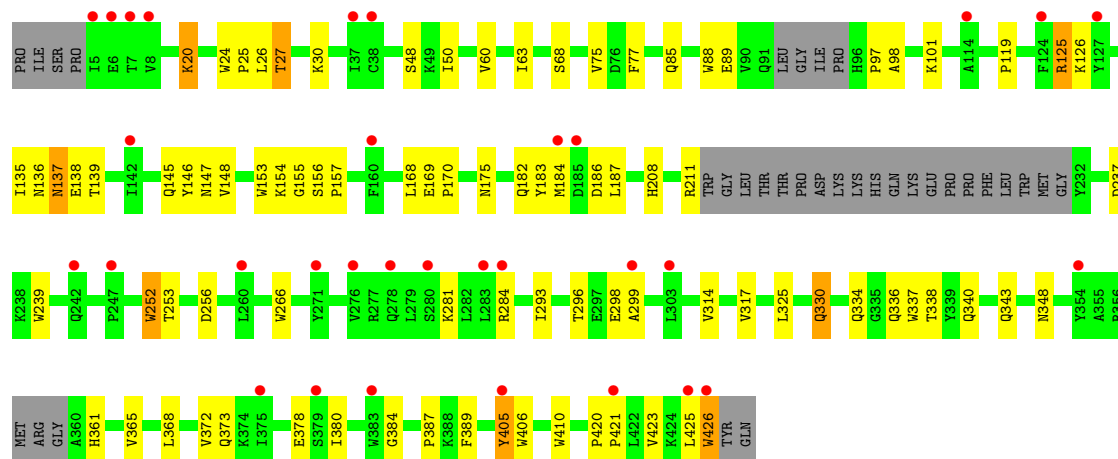 PRO ILE SER PRO I5 E6 T7 V8 K20 W24 P25 L26 T27 K30 I37 C38 S48 K49 I50 V60 I63 S68 V75 D76 F77 Q85 W88 E89 V90 Q91 LEU GLY ILE PRO H96 P97 A98 K101 A114 P119 F124 R125 K126 Y127
I135 N136 N137 E138 T139 I142 Q145 Y146 N147 V148 W153 K154 G155 S156 P157 F160 L168 E169 P170 N175 Q182 Y183 M184 D185 D186 L187 H208 R211 TRP GLY LEU THR THR PRO ASP LYS LYS HIS GLN LYS GLU PRO PRO PHE LEU TRP MET GLY Y232 D237
K238 W239 Q242 P247 W252 T253 D256 L260 W266 Y271 V276 R277 Q278 L279 S280 K281 L282 L283 R284 I293 T296 E297 E298 A299 L303 V314 V317 L325 Q330 Q334 G335 Q336 W337 T338 Y339 Q340 Q343 N348 Y354 A355 R356
MET ARG GLY A360 H361 V365 L368 V372 Q373 K374 I375 E378 S379 I380 W383 G384 P387 K388 F389 Y405 W406 W410 P420 P421 L422 V423 K424 L425 W426 TYR GLN